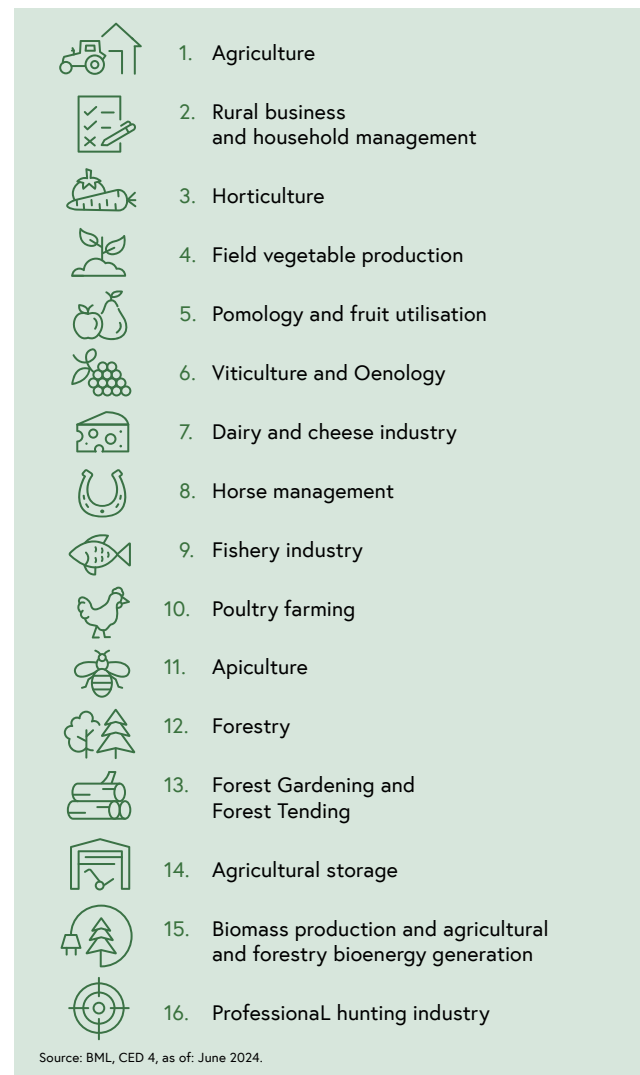 1. Agriculture
2. Rural business
and household management
3. Horticulture
4. Field vegetable production
5. Pomology and fruit utilisation
6. Viticulture and Oenology
7. Dairy and cheese industry
8. Horse management
9. Fishery industry
10. Poultry farming
11. Apiculture
12. Forestry
13. Forest Gardening and
Forest Tending
14. Agricultural storage
15. Biomass production and agricultural
and forestry bioenergy generation
16. ProfessionaL hunting industry
Source: BML, CED 4, as of: June 2024.